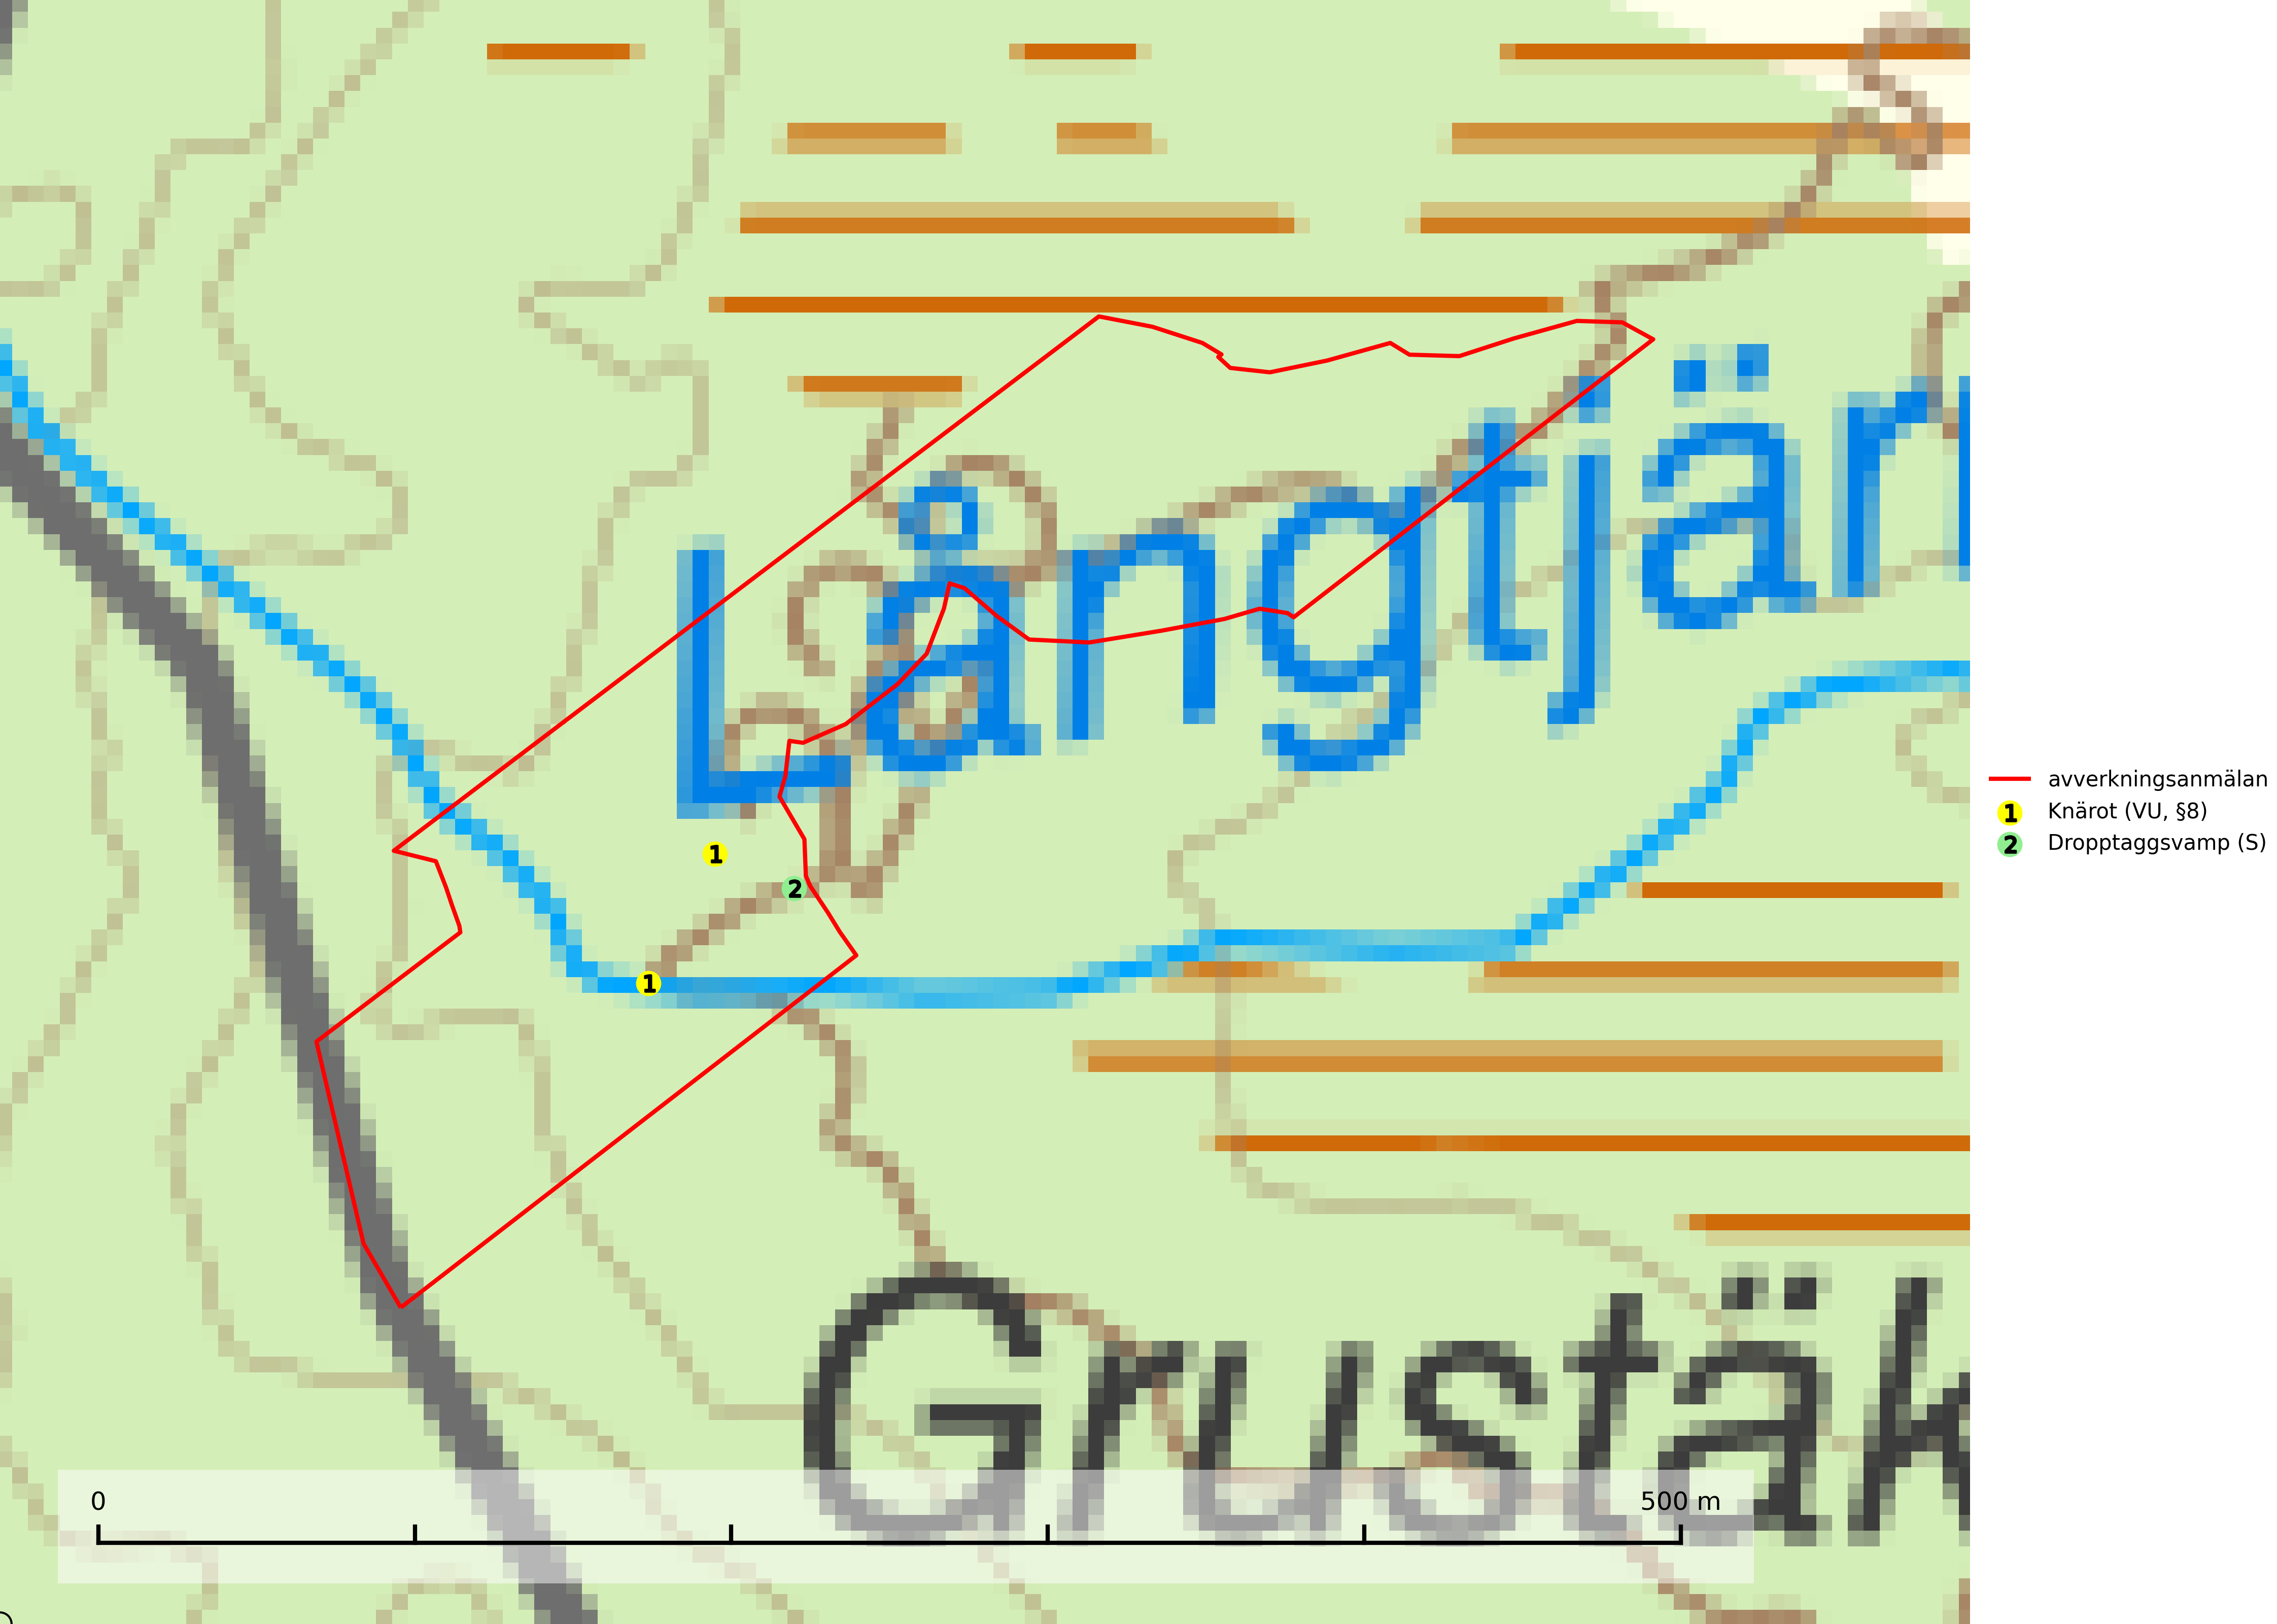 Långtjärn
avverkningsanmälan
1 Knärot (VU, §8)
2 Dropptaggsvamp (S)
1
2
1
Grustäk
0 500 m